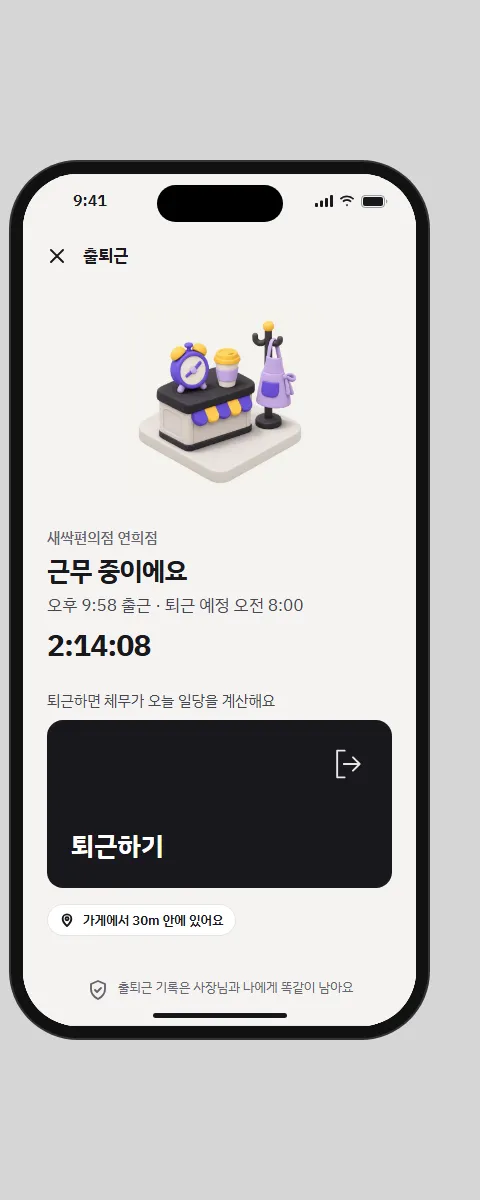 9:41
출퇴근
새싹편의점 연희점
근무 중이에요
오후 9:58 출근 · 퇴근 예정 오전 8:00
2:14:08
퇴근하면 체무가 오늘 일당을 계산해요
퇴근하기
가게에서 30m 안에 있어요
출퇴근 기록은 사장님과 나에게 똑같이 남아요